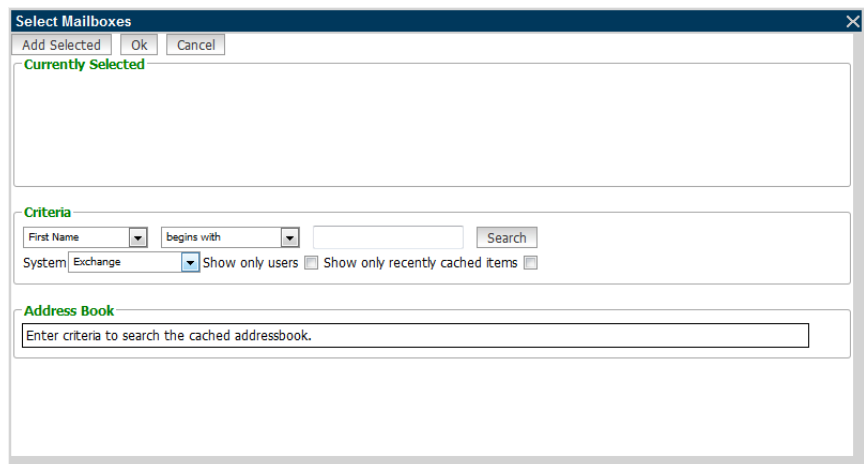 Select Mailboxes
Add Selected Ok Cancel
Currently Selected
Criteria
First Name begins with Search
System Exchange Show only users Show only recently cached items
Address Book
Enter criteria to search the cached addressbook.